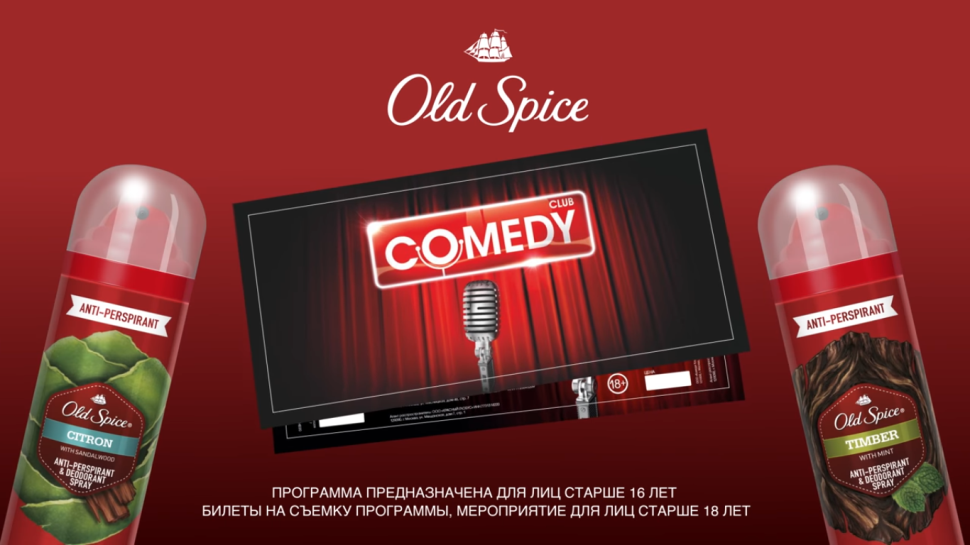 Old Spice
CLUB
COMEDY
18+
ЦЕНА
ANTI-PERSPIRANT
Old Spice®
CITRON
WITH SANDALWOOD
ANTI-PERSPIRANT
& DEODORANT
SPRAY
ANTI-PERSPIRANT
Old Spice®
TIMBER
WITH MINT
ANTI-PERSPIRANT
& DEODORANT
SPRAY
ПРОГРАММА ПРЕДНАЗНАЧЕНА ДЛЯ ЛИЦ СТАРШЕ 16 ЛЕТ
БИЛЕТЫ НА СЪЕМКУ ПРОГРАММЫ, МЕРОПРИЯТИЕ ДЛЯ ЛИЦ СТАРШЕ 18 ЛЕТ